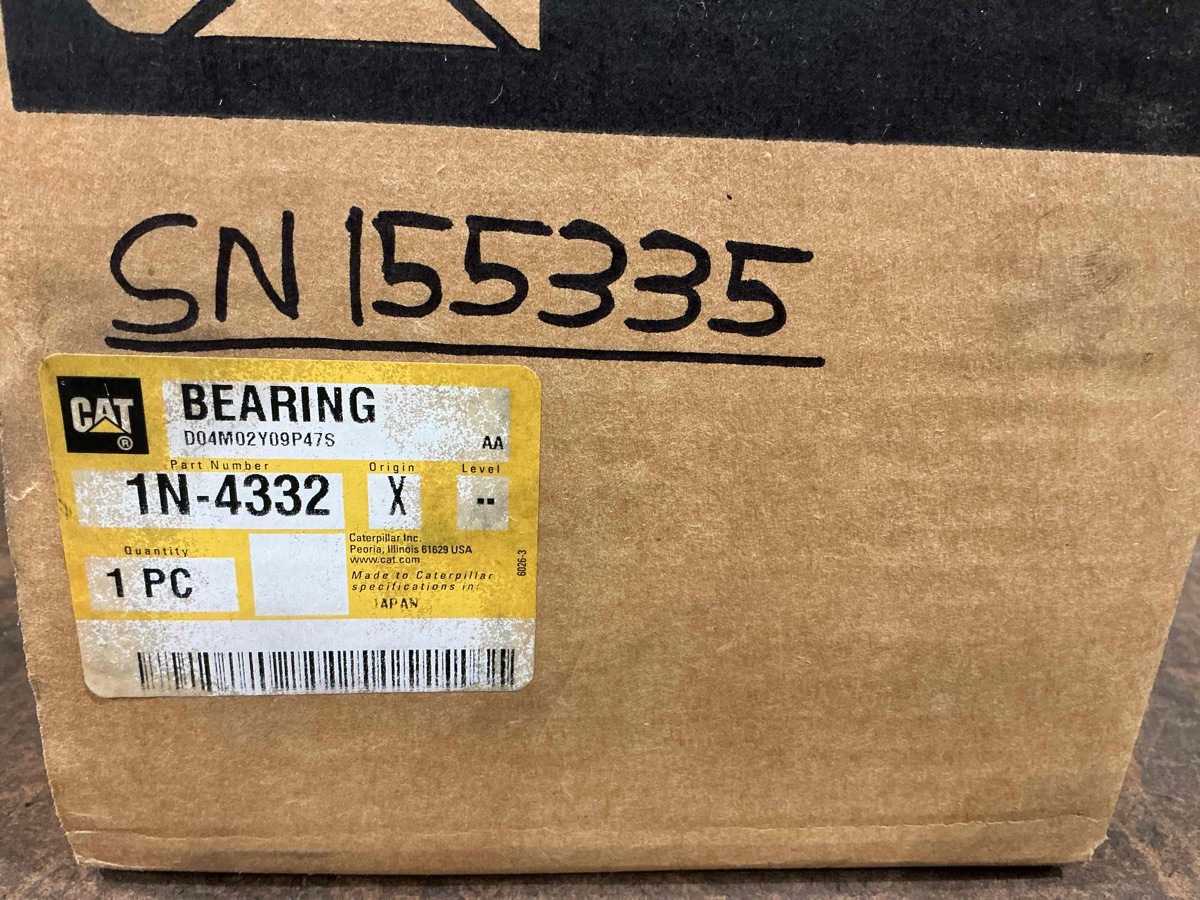 SN 155335
CAT
®
BEARING
D04M02Y09P47S
AA
Part Number
1N-4332
Origin
X
Level
--
Quantity
1 PC
Caterpillar Inc.
Peoria, Illinois 61629 USA
www.cat.com
Made to Caterpillar
specifications in:
JAPAN
6026-3